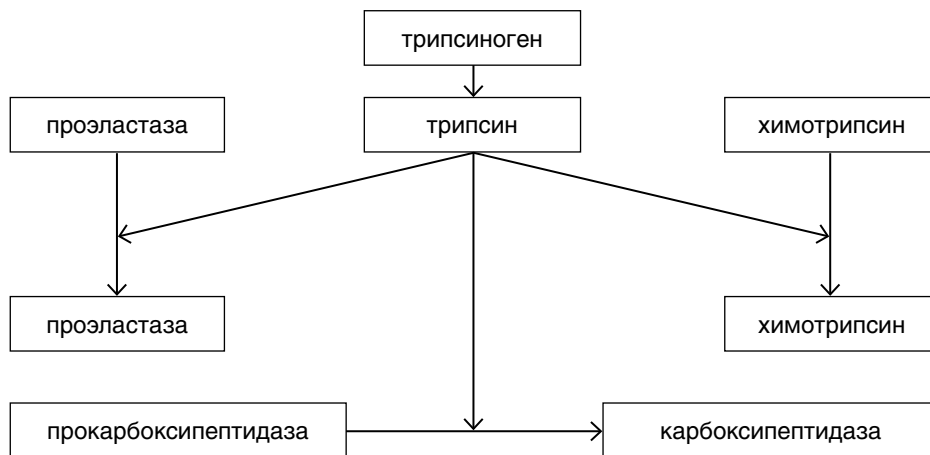 трипсиноген
проэластаза
трипсин
химотрипсин
проэластаза
химотрипсин
прокарбоксипептидаза
карбоксипептидаза